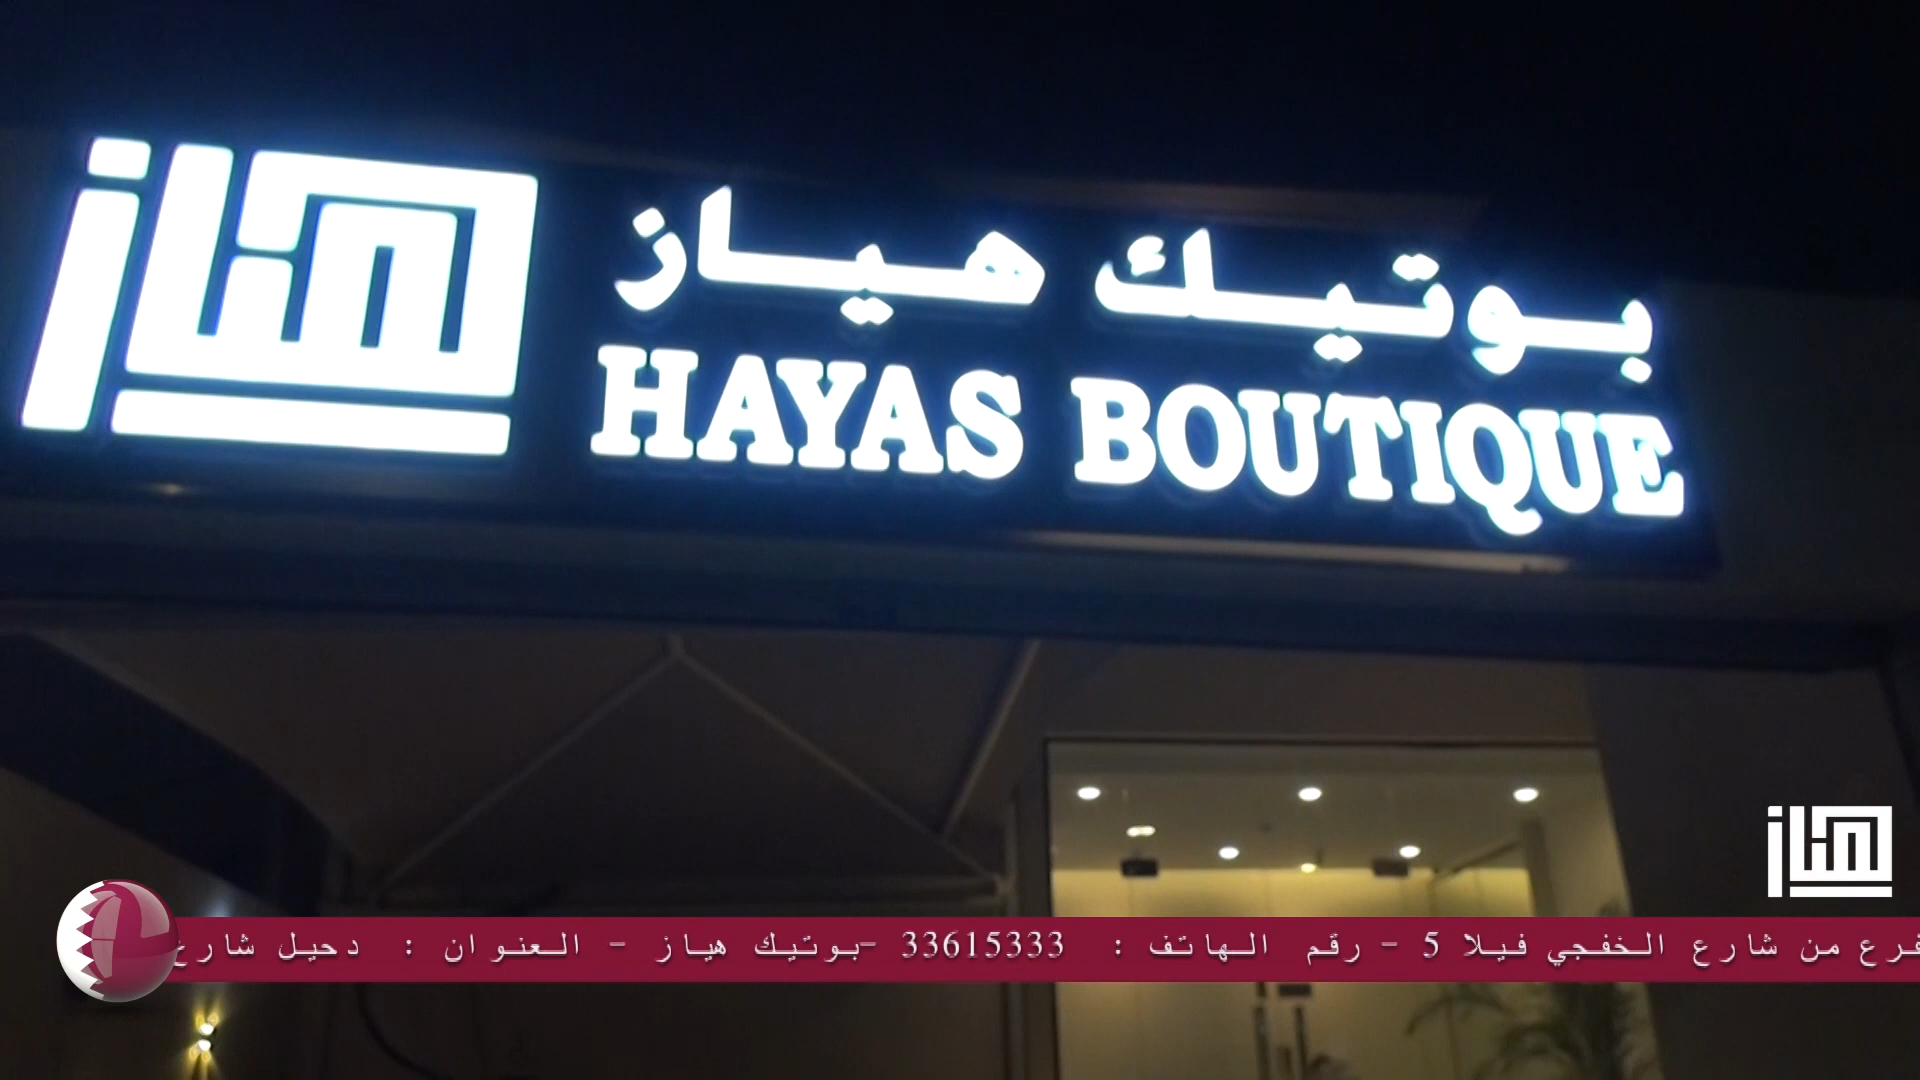 بوتيك هياز
HAYAS BOUTIQUE
هياز
فرع من شارع الخفجي فيلا 5 - رقم الهاتف : 33615333 -بوتيك هياز - العنوان : دحيل شارع